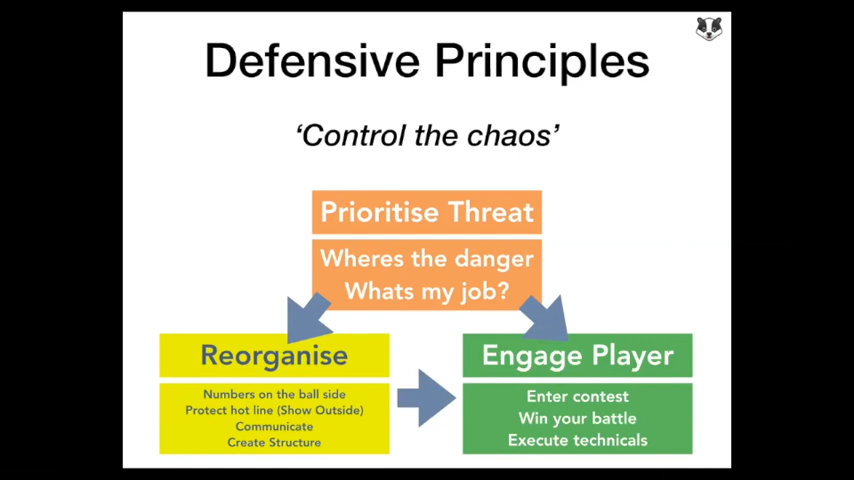 Defensive Principles
‘Control the chaos’
Prioritise Threat
Wheres the danger
Whats my job?
Reorganise
Numbers on the ball side
Protect hot line (Show Outside)
Communicate
Create Structure
Engage Player
Enter contest
Win your battle
Execute technicals